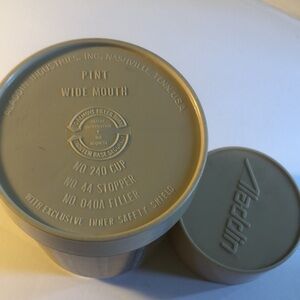 ALADDIN INDUSTRIES, INC. NASHVILLE, TENN. U.S.A.
PINT
WIDE MOUTH
NO 240 CUP
NO 44 STOPPER
NO 040A FILLER
WITH EXCLUSIVE INNER SAFETY SHIELD
Aladdin